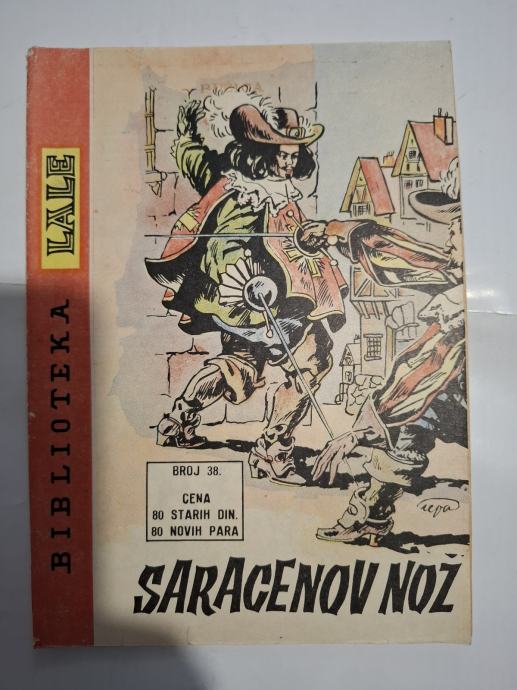 BIBLIOTEKA LALE
BROJ 38.
CENA
80 STARIH DIN.
80 NOVIH PARA
SARACENOV NOŽ